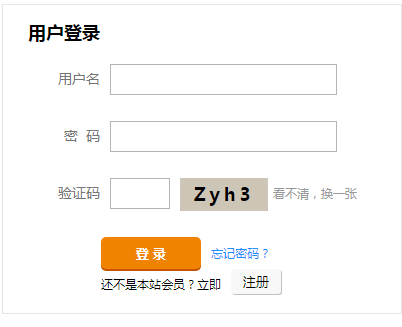 用户登录
用户名
密 码
验证码 Zyh3 看不清，换一张
登 录 忘记密码？
还不是本站会员？立即 注册